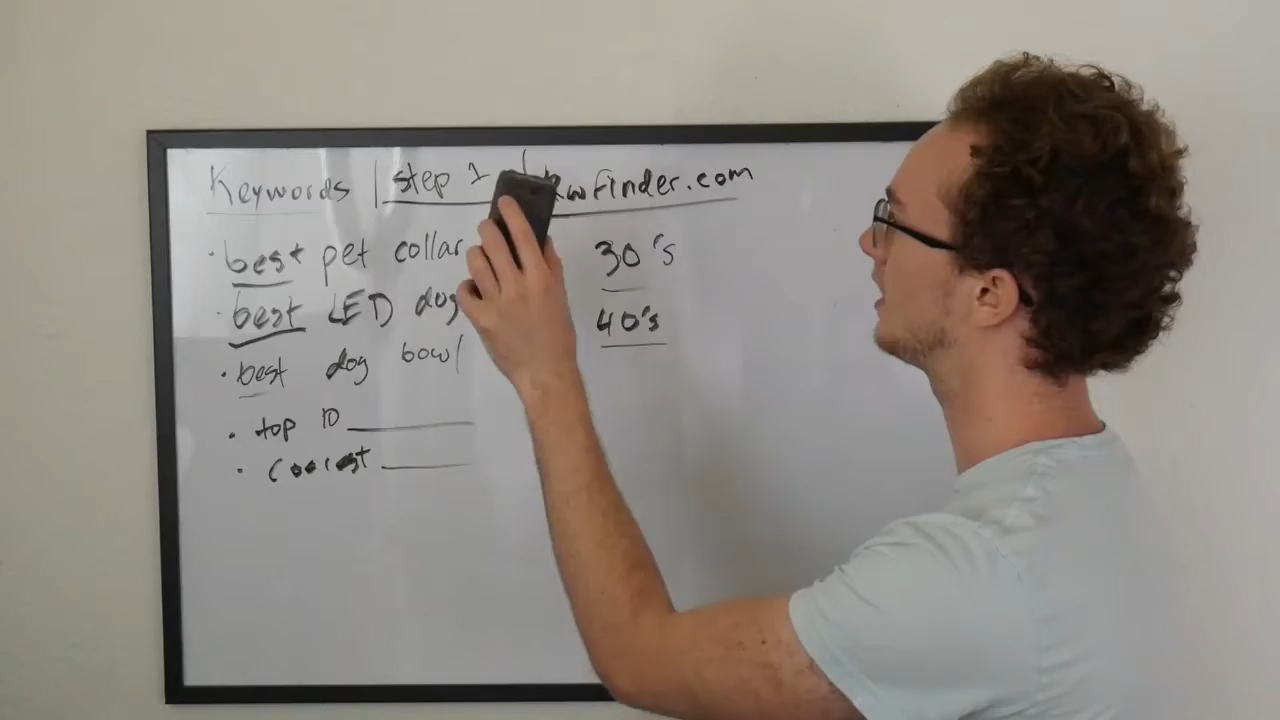 Keywords | step 1 | kwfinder.com
• best pet collar 30's
• best LED dog 40's
• best dog bowl
• top 10 ______
• coolest ______